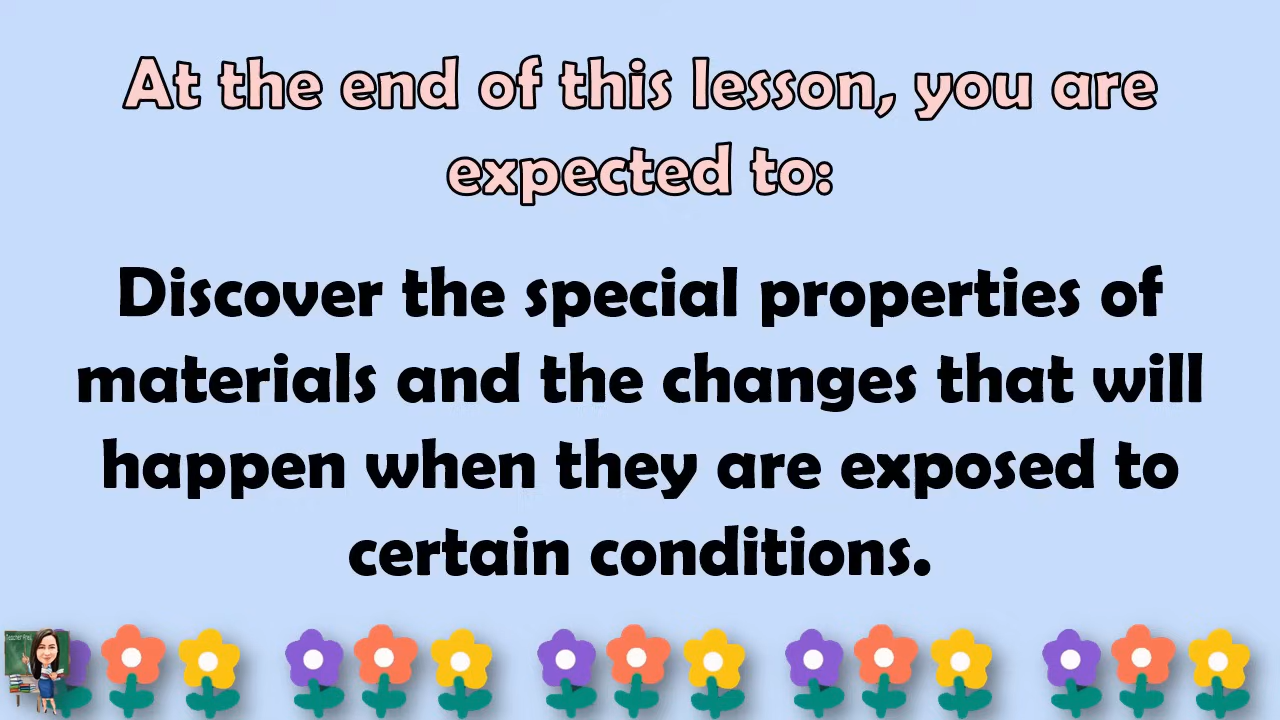 At the end of this lesson, you are
expected to:
Discover the special properties of
materials and the changes that will
happen when they are exposed to
certain conditions.